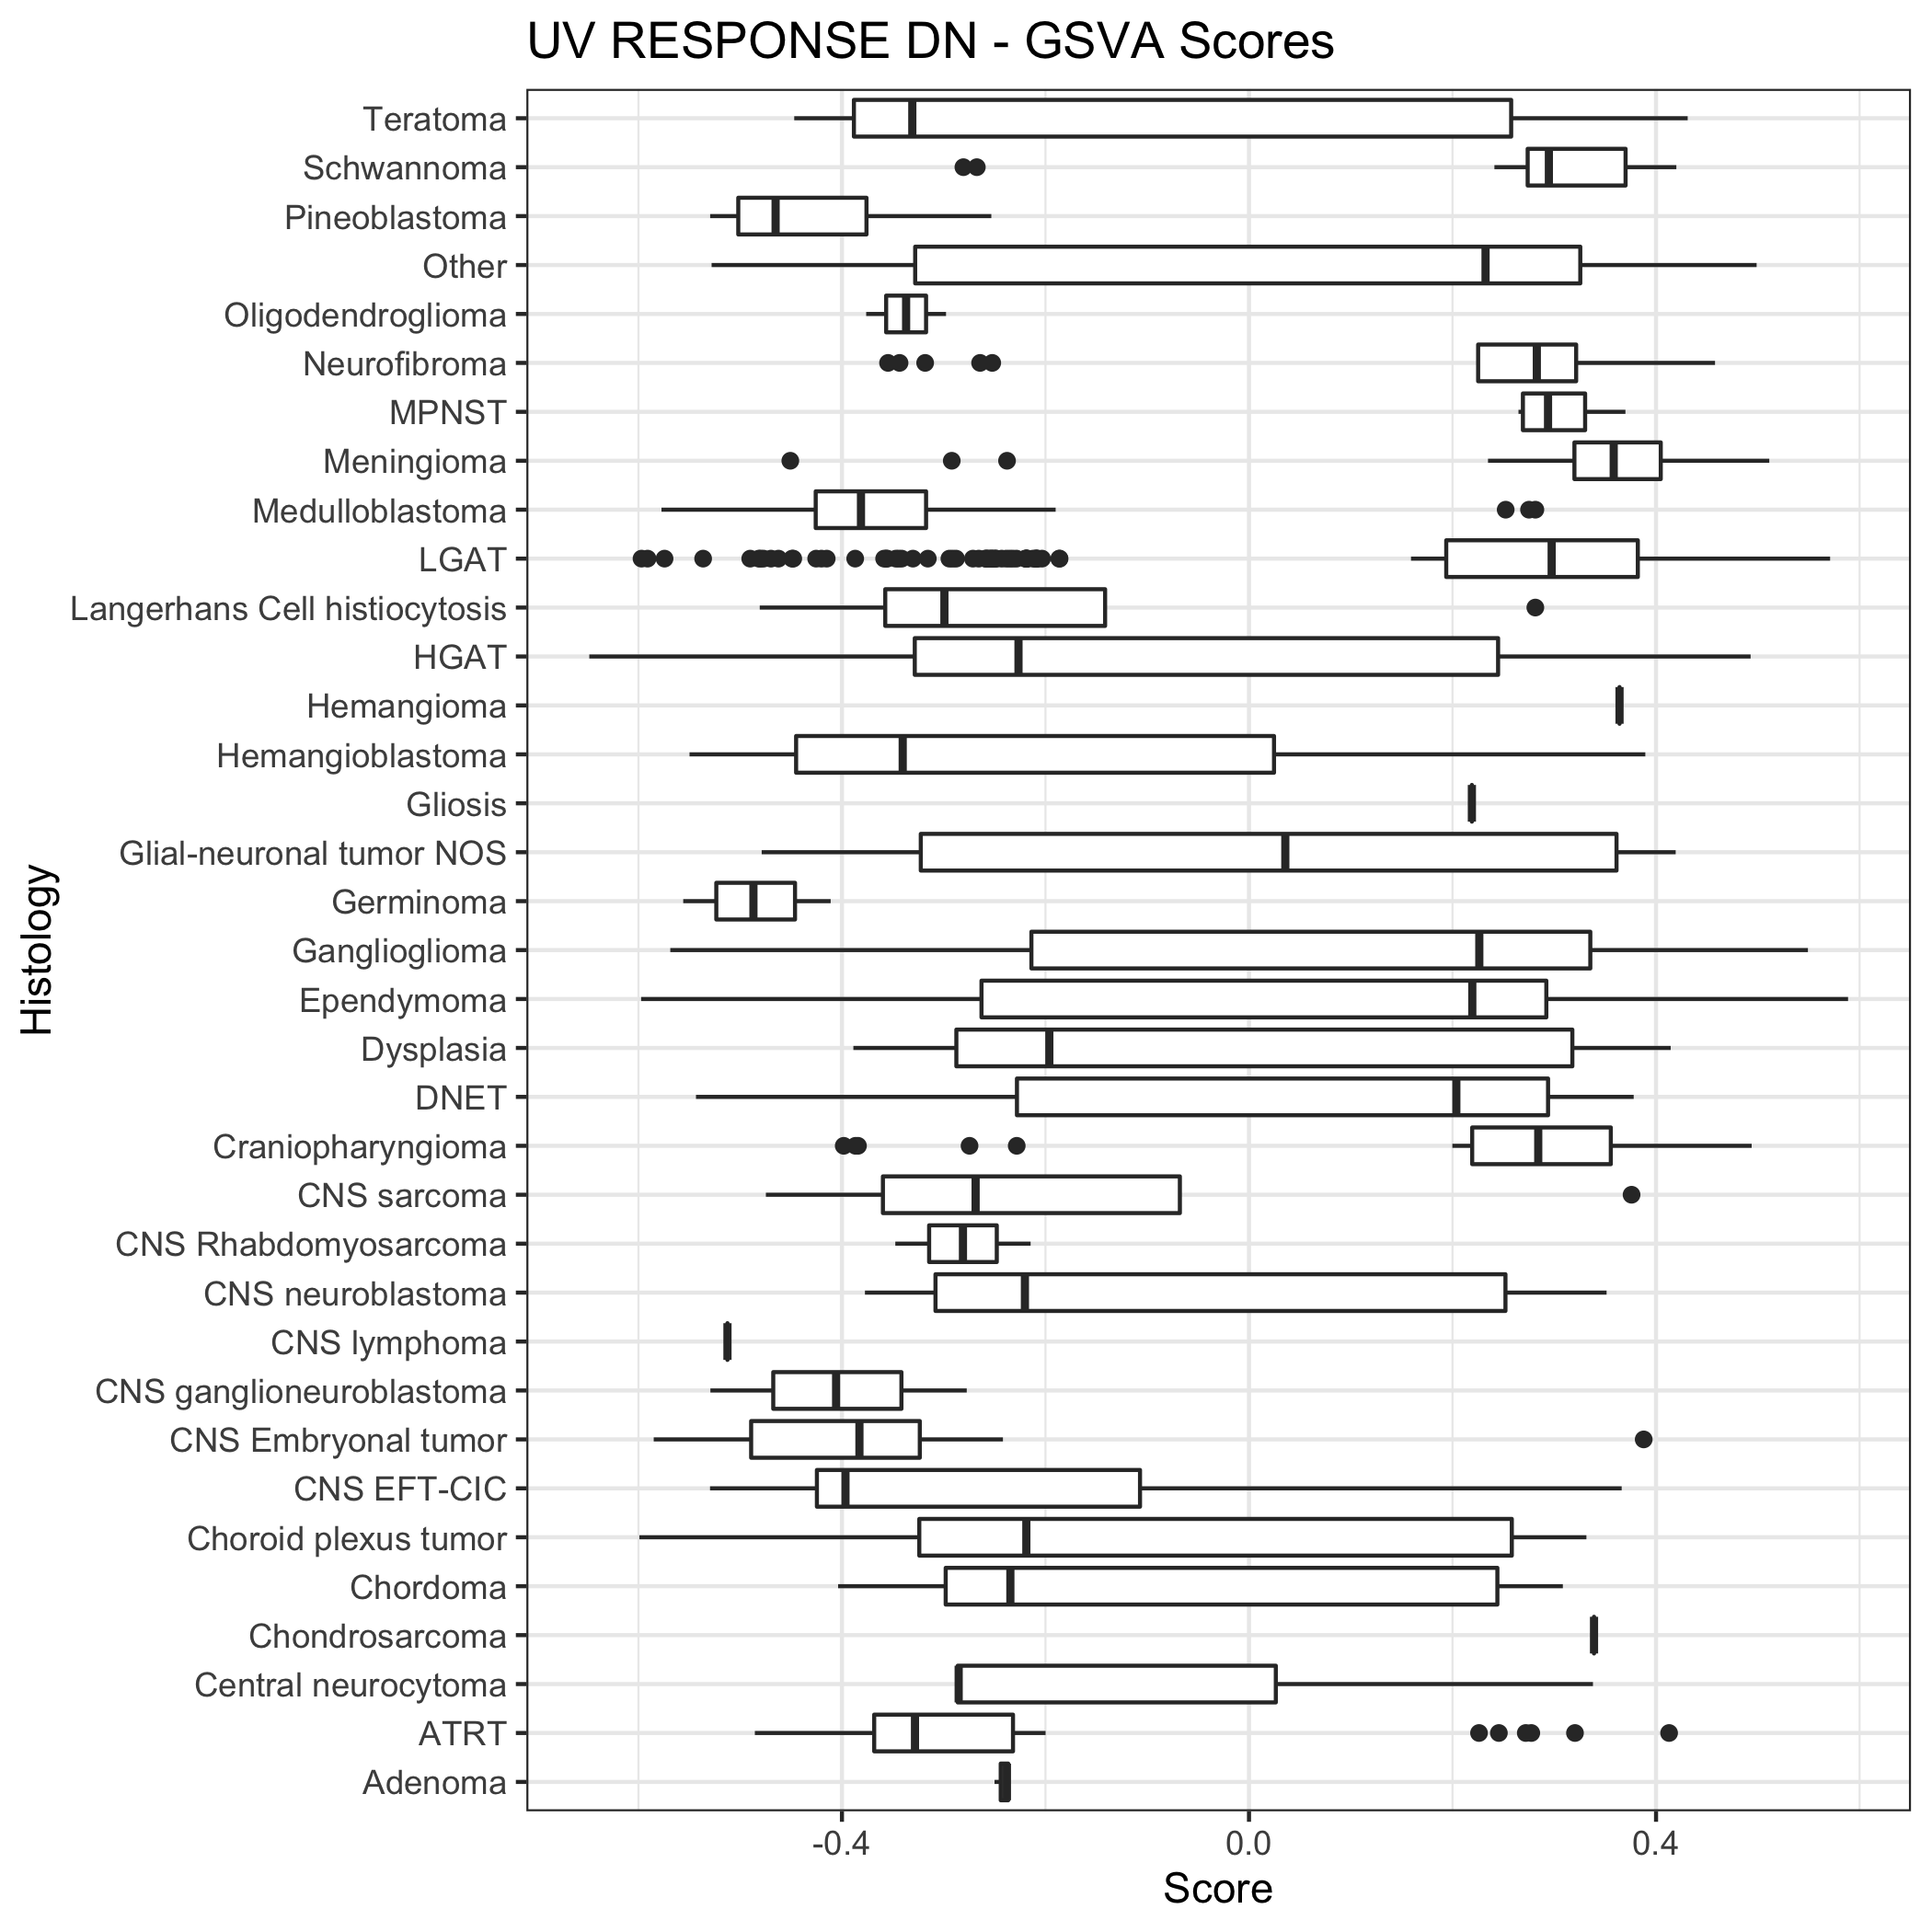 UV RESPONSE DN - GSVA Scores
Teratoma
Schwannoma
Pineoblastoma
Other
Oligodendroglioma
Neurofibroma
MPNST
Meningioma
Medulloblastoma
LGAT
Langerhans Cell histiocytosis
HGAT
Hemangioma
Hemangioblastoma
Gliosis
Glial-neuronal tumor NOS
Germinoma
Ganglioglioma
Ependymoma
Dysplasia
DNET
Craniopharyngioma
CNS sarcoma
CNS Rhabdomyosarcoma
CNS neuroblastoma
CNS lymphoma
CNS ganglioneuroblastoma
CNS Embryonal tumor
CNS EFT-CIC
Choroid plexus tumor
Chordoma
Chondrosarcoma
Central neurocytoma
ATRT
Adenoma
Histology
-0.4 0.0 0.4
Score